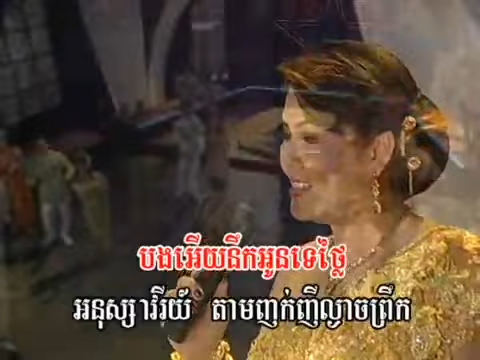 បងអើយនឹកអូនទេថ្លៃ
អនុស្សាវរីយ៍ តាមញាក់ញីល្ងាចព្រឹក